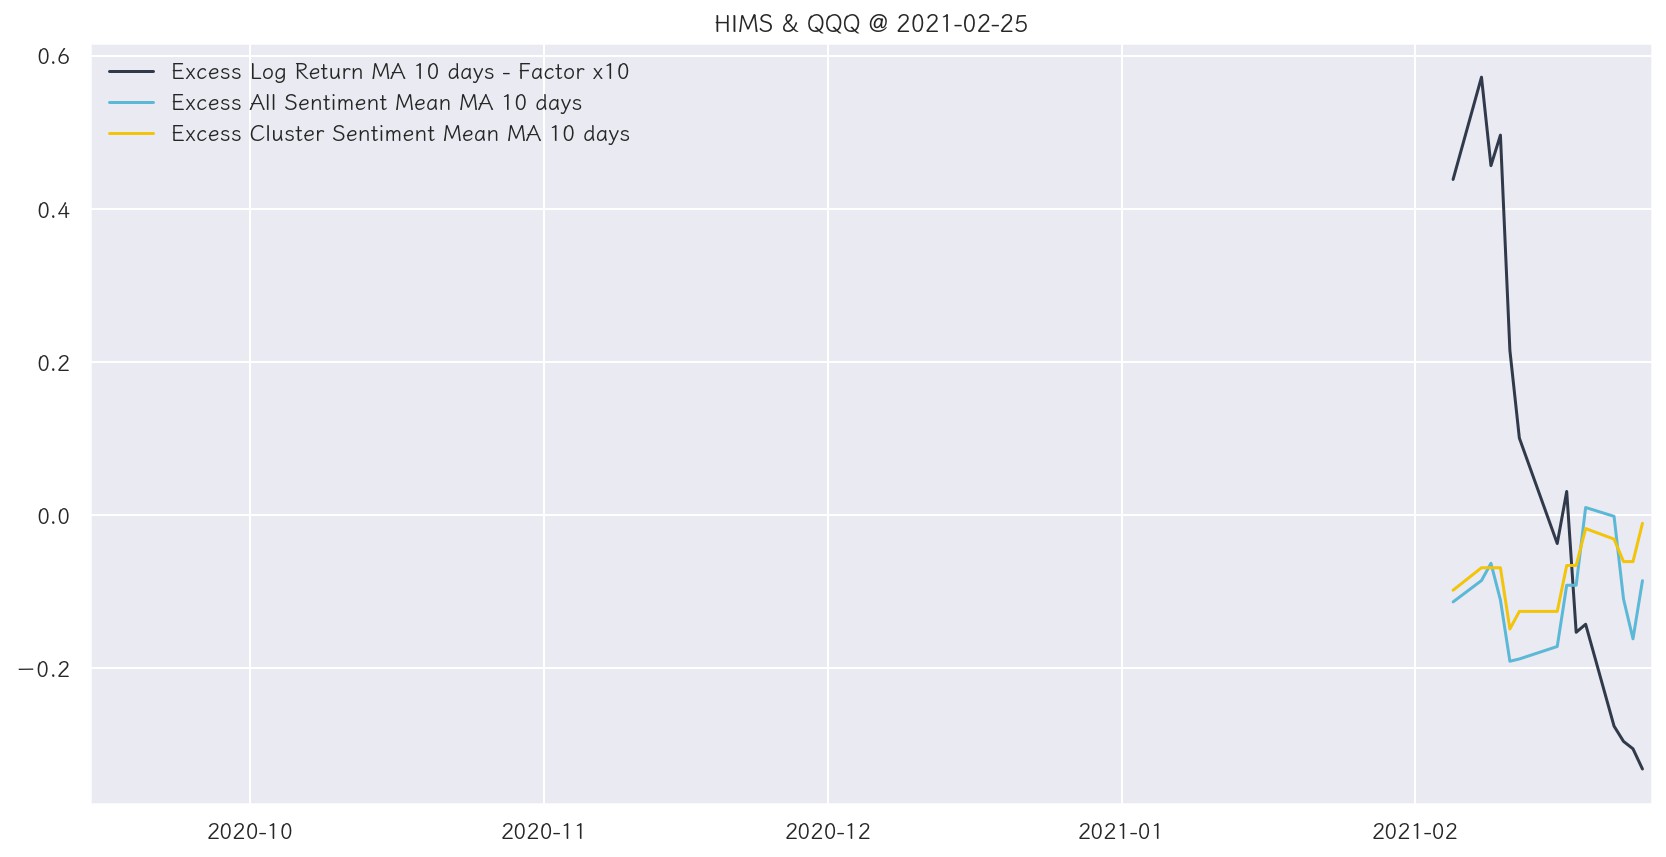 HIMS & QQQ @ 2021-02-25
0.6
0.4
0.2
0.0
−0.2
Excess Log Return MA 10 days - Factor x10
Excess All Sentiment Mean MA 10 days
Excess Cluster Sentiment Mean MA 10 days
2020-10
2020-11
2020-12
2021-01
2021-02